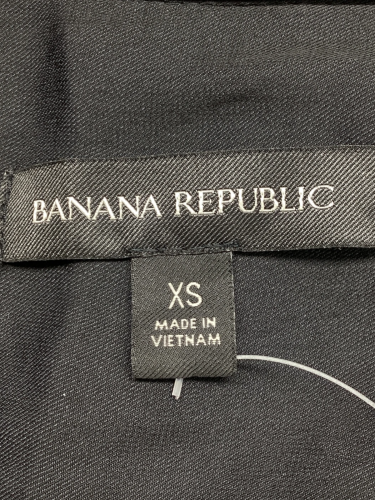 BANANA REPUBLIC
XS
MADE IN
VIETNAM